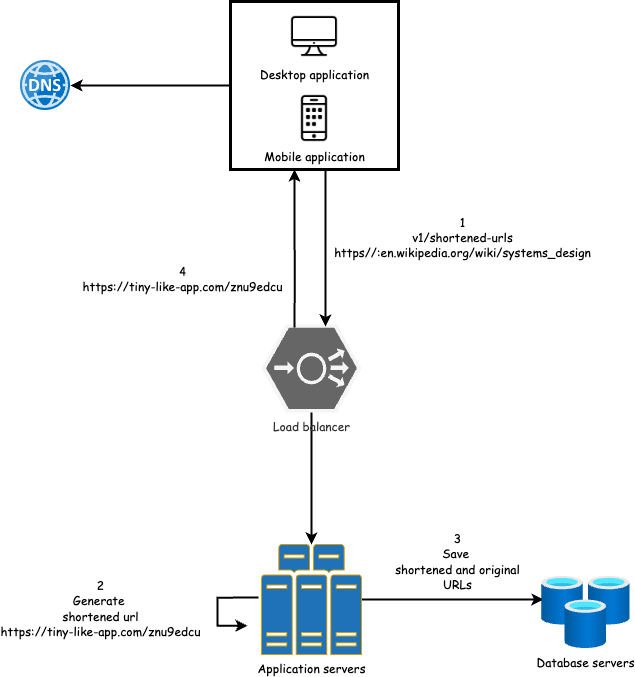 Desktop application
DNS
Mobile application
1
v1/shortened-urls
https//:en.wikipedia.org/wiki/systems_design
4
https://tiny-like-app.com/znu9edcu
Load balancer
3
Save
shortened and original
URLs
2
Generate
shortened url
https://tiny-like-app.com/znu9edcu
Application servers
Database servers